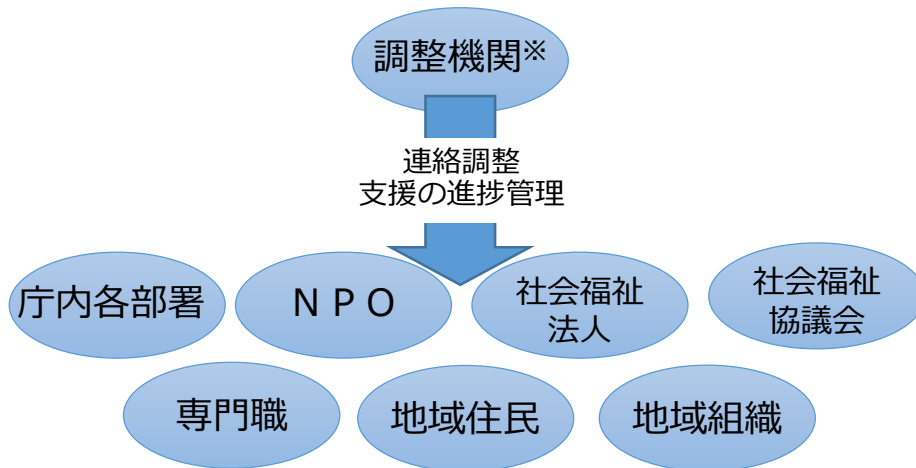 調整機関※
連絡調整
支援の進捗管理
庁内各部署
ＮＰＯ
社会福祉
法人
社会福祉
協議会
専門職
地域住民
地域組織